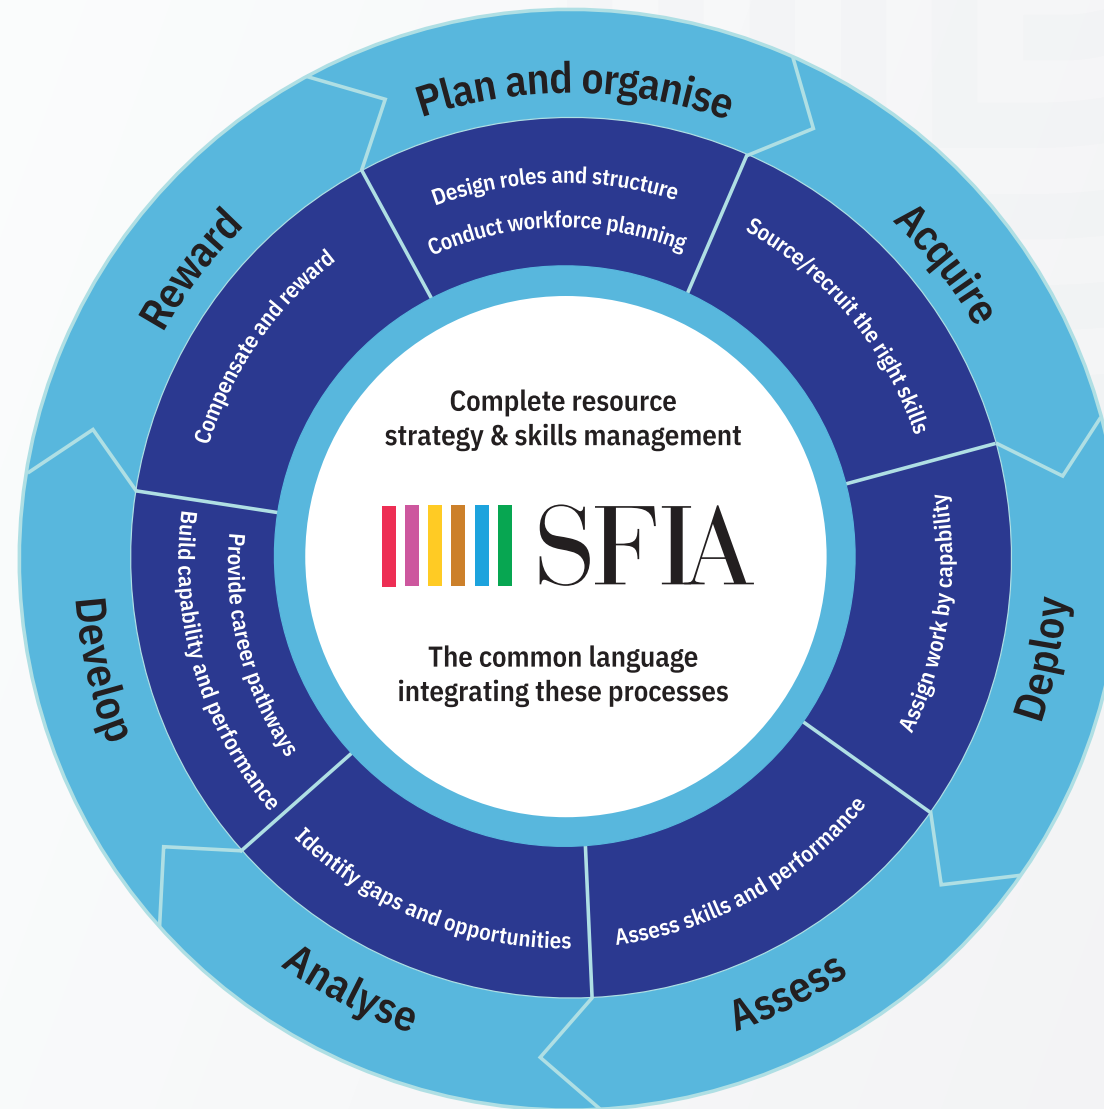 Plan and organise
Design roles and structure
Conduct workforce planning
Acquire
Source/recruit the right skills
Deploy
Assign work by capability
Assess
Assess skills and performance
Analyse
Identify gaps and opportunities
Develop
Build capability and performance
Provide career pathways
Reward
Compensate and reward
Complete resource
strategy & skills management
SFIA
The common language
integrating these processes